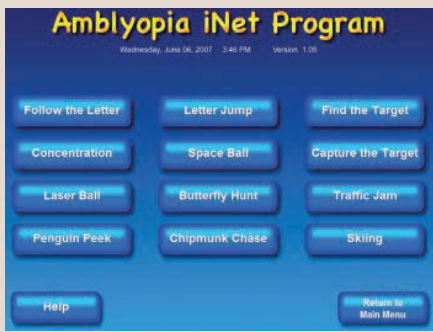 Amblyopia iNet Program
Wednesday, June 06, 2007 3:46 PM Version 1.05
Follow the Letter Letter Jump Find the Target
Concentration Space Ball Capture the Target
Laser Ball Butterfly Hunt Traffic Jam
Penguin Peek Chipmunk Chase Skiing
Help Return to
Main Menu